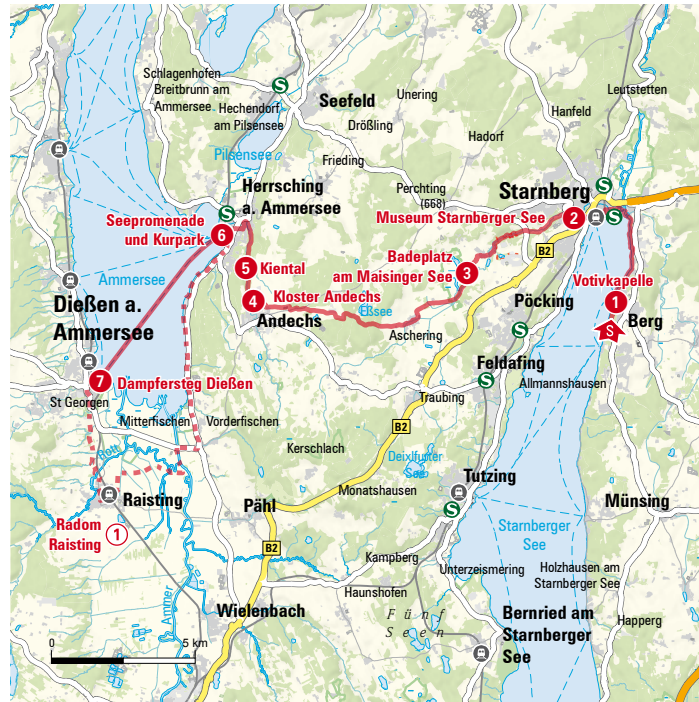 Schlagenhofen
Breitbrunn am
Ammersee
Hechendorf
am Pilsensee
S
Seefeld
Unering
Drößling
Hadorf
Hanfeld
Leutstetten
Pilsensee
Frieding
Perchting
(668)
Starnberg
S
Herrsching
a. Ammersee
S
Seepromenade
und Kurpark
6
Museum Starnberger See
2
S
B2
5
Kiental
Badeplatz
am Maisinger See
3
Ammersee
4
Kloster Andechs
Eßsee
Votivkapelle
1
Dießen a.
Ammersee
Andechs
Aschering
Pöcking
S
Berg
S
Feldafing
S
7
Dampfersteg Dießen
Allmannshausen
St Georgen
Traubing
Mitterfischen
Vorderfischen
B2
Rott
Kerschlach
Deixlfurter
See
Tutzing
Monatshausen
Raisting
Pähl
S
Münsing
Radom
Raisting
1
Starnberger
See
B2
Kampberg
Unterzeismering
Holzhausen am
Starnberger See
Haunshofen
Ammer
Wielenbach
Fünf
Seen
Bernried am
Starnberger
See
Happerg
0
5 km